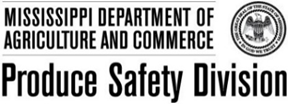 MISSISSIPPI DEPARTMENT OF
AGRICULTURE AND COMMERCE
Produce Safety Division